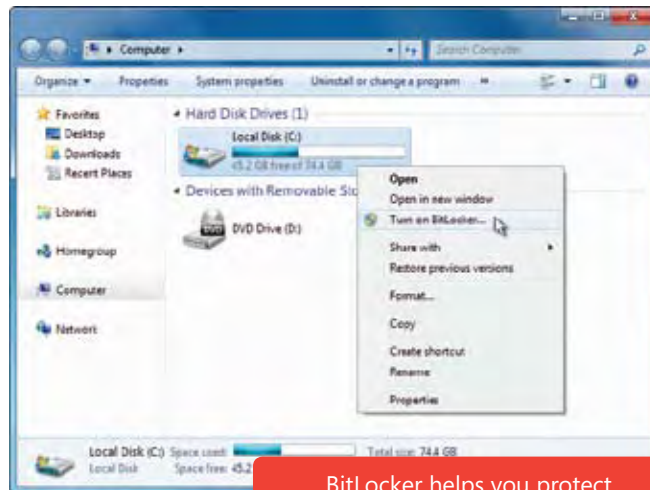 Computer
Search Computer
Organize
Properties
System properties
Uninstall or change a program
»
Favorites
Desktop
Downloads
Recent Places
Libraries
Homegroup
Computer
Network
Hard Disk Drives (1)
Local Disk (C:)
45.2 GB free of 74.4 GB
Devices with Removable Sto
DVD Drive (D:)
Open
Open in new window
Turn on BitLocker...
Share with
Restore previous versions
Format...
Copy
Create shortcut
Rename
Properties
Local Disk (C:) Space used: Total size: 74.4 GB
Local Disk Space free: 45.2
BitLocker helps you protect